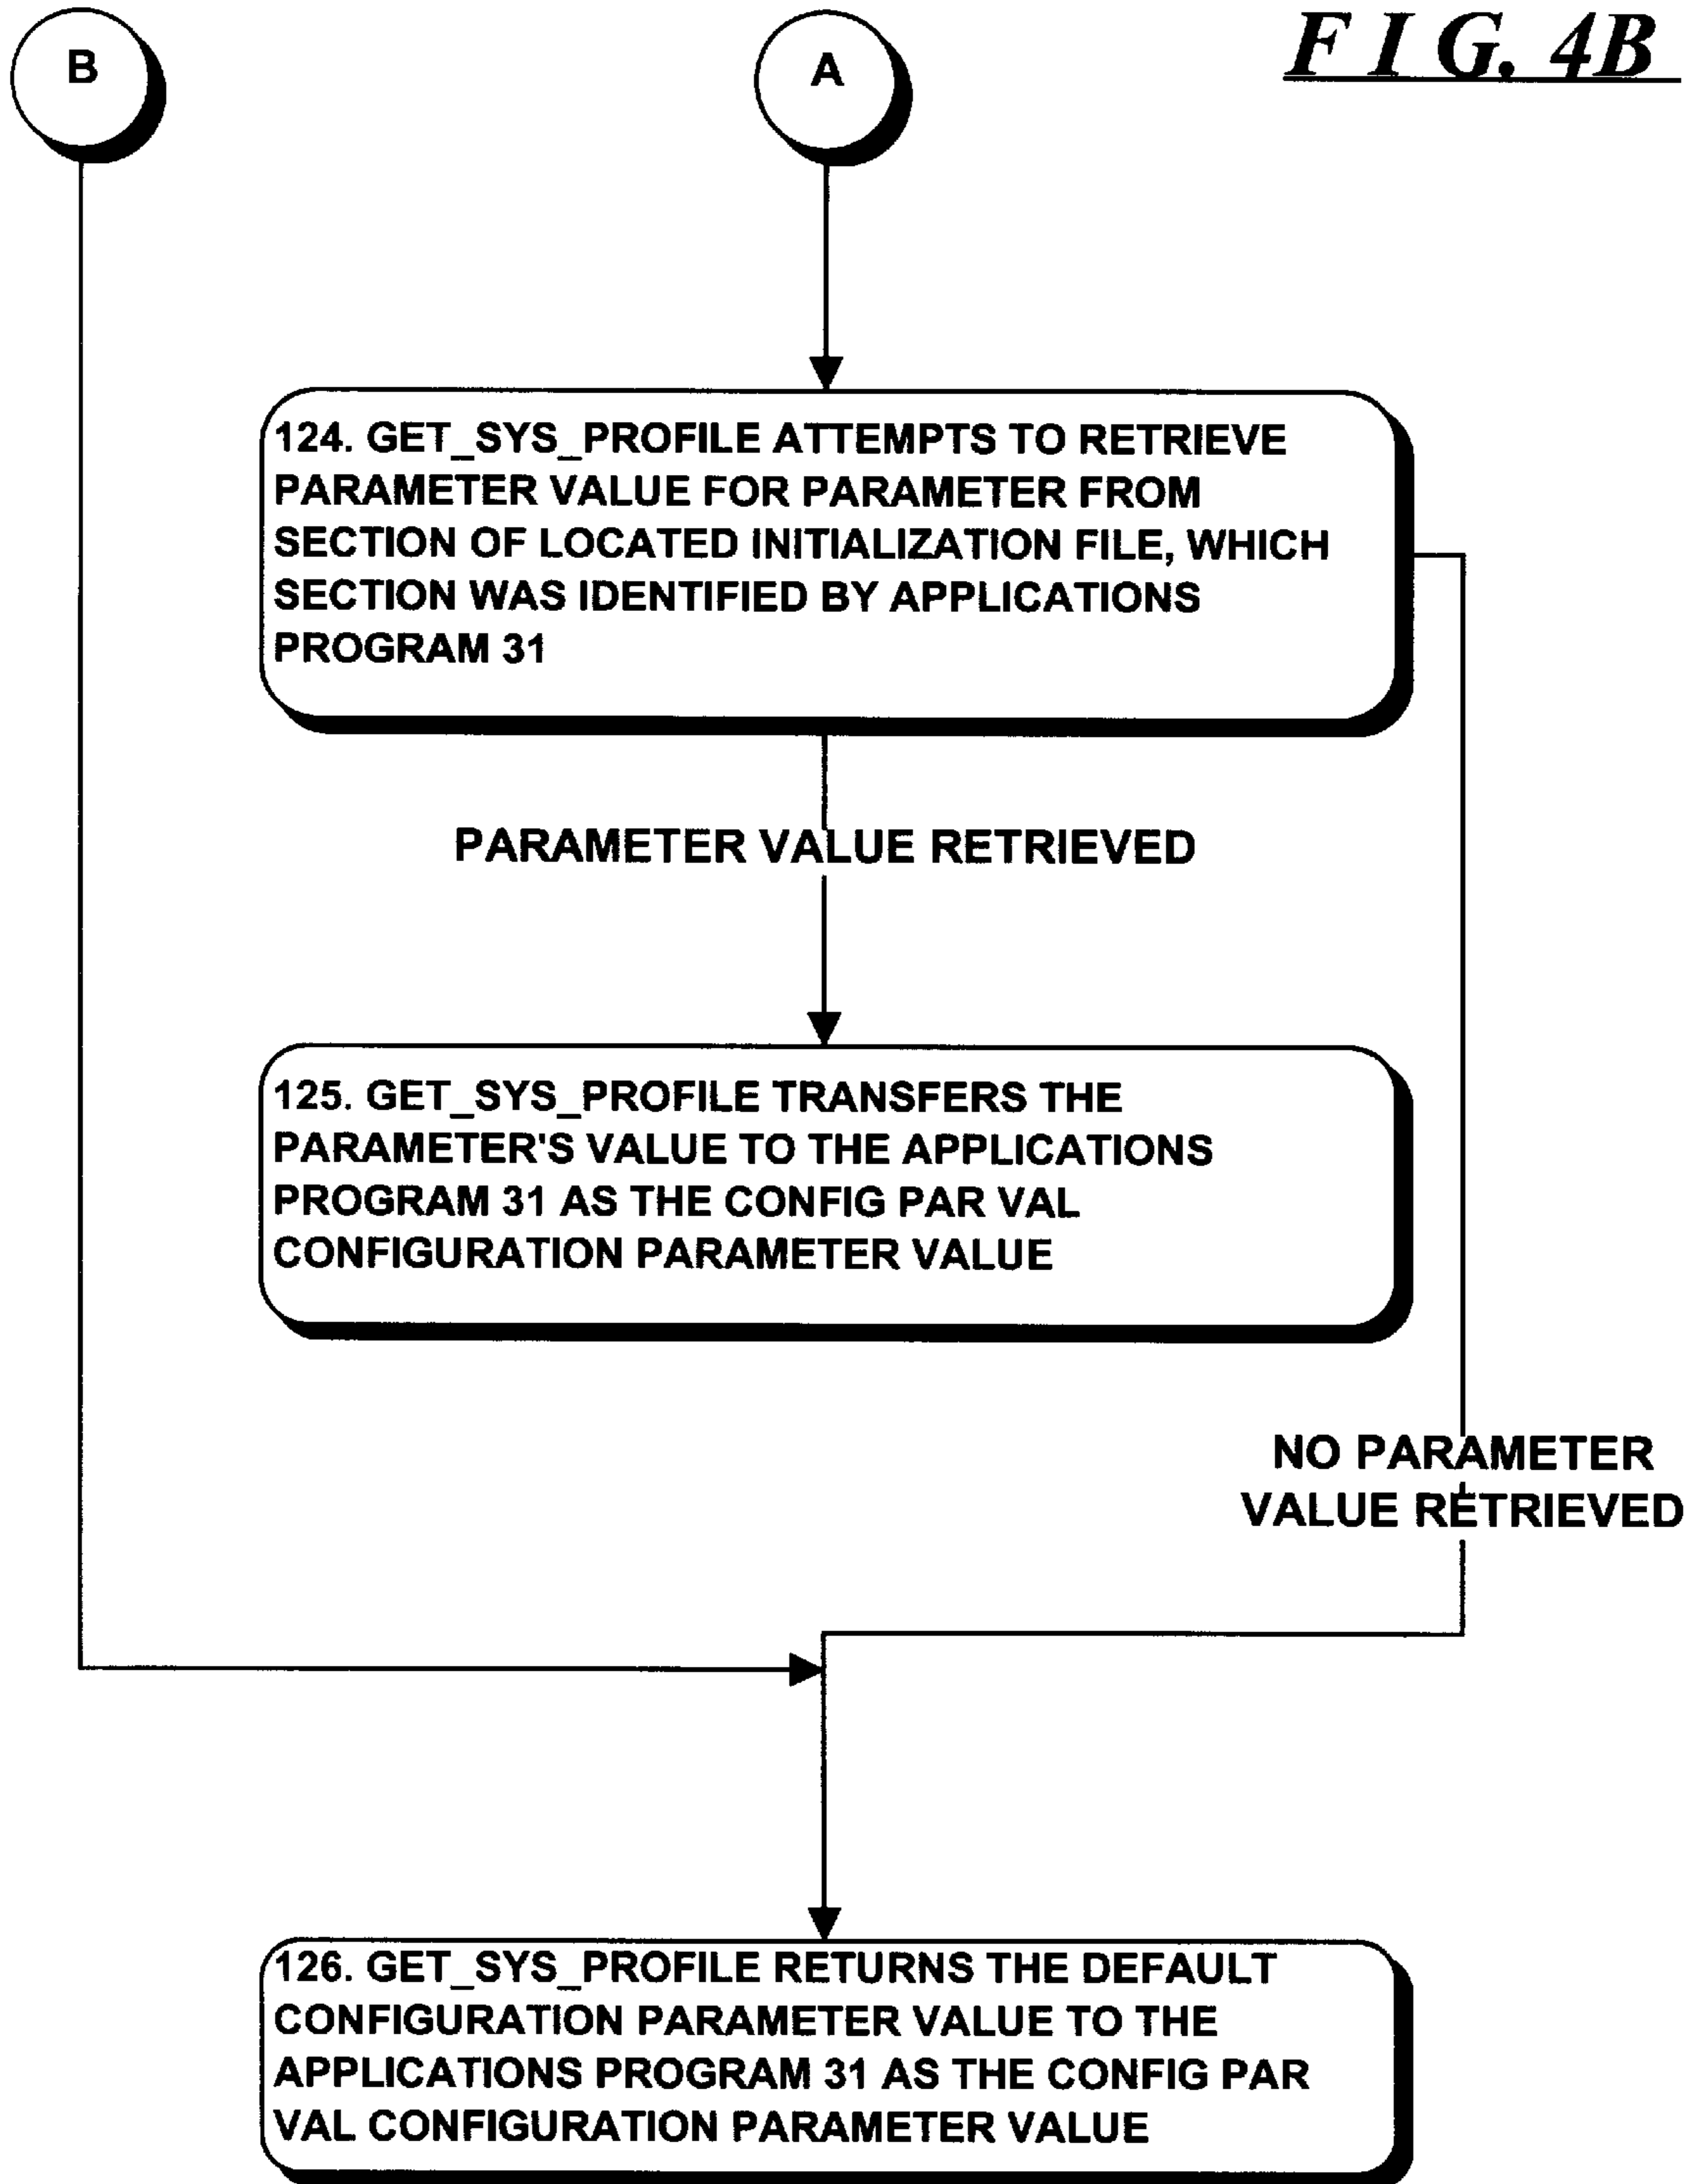 F I G. 4B
B
A
124. GET_SYS_PROFILE ATTEMPTS TO RETRIEVE
PARAMETER VALUE FOR PARAMETER FROM
SECTION OF LOCATED INITIALIZATION FILE, WHICH
SECTION WAS IDENTIFIED BY APPLICATIONS
PROGRAM 31
PARAMETER VALUE RETRIEVED
125. GET_SYS_PROFILE TRANSFERS THE
PARAMETER'S VALUE TO THE APPLICATIONS
PROGRAM 31 AS THE CONFIG PAR VAL
CONFIGURATION PARAMETER VALUE
NO PARAMETER
VALUE RETRIEVED
126. GET_SYS_PROFILE RETURNS THE DEFAULT
CONFIGURATION PARAMETER VALUE TO THE
APPLICATIONS PROGRAM 31 AS THE CONFIG PAR
VAL CONFIGURATION PARAMETER VALUE